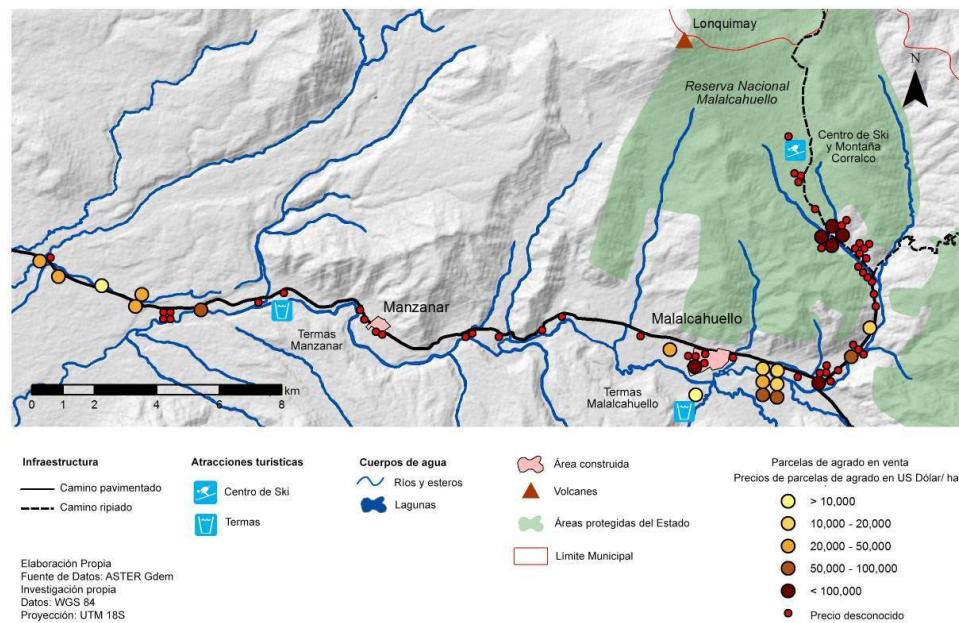 Lonquimay
N
Reserva Nacional
Malalcahuello
Centro de Ski
y Montaña
Corralco
Manzanar
Malalcahuello
Termas
Manzanar
Termas
Malalcahuello
km
0 1 2 4 6 8
Infraestructura
Camino pavimentado
Camino ripiado
Atracciones turísticas
Centro de Ski
Termas
Cuerpos de agua
Ríos y esteros
Lagunas
Área construida
Volcanes
Áreas protegidas del Estado
Límite Municipal
Parcelas de agrado en venta
Precios de parcelas de agrado en US Dólar/ ha
> 10,000
10,000 - 20,000
20,000 - 50,000
50,000 - 100,000
< 100,000
Precio desconocido
Elaboración Propia
Fuente de Datos: ASTER Gdem
Investigación propia
Datos: WGS 84
Proyección: UTM 18S